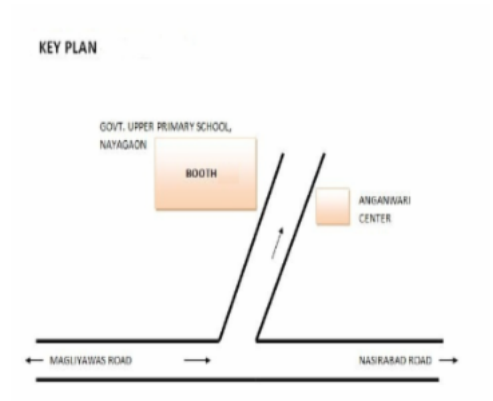 KEY PLAN
GOVT. UPPER PRIMARY SCHOOL,
NAYAGAON
BOOTH
ANGANWARI
CENTER
MAGLIYAWAS ROAD
NASIRABAD ROAD